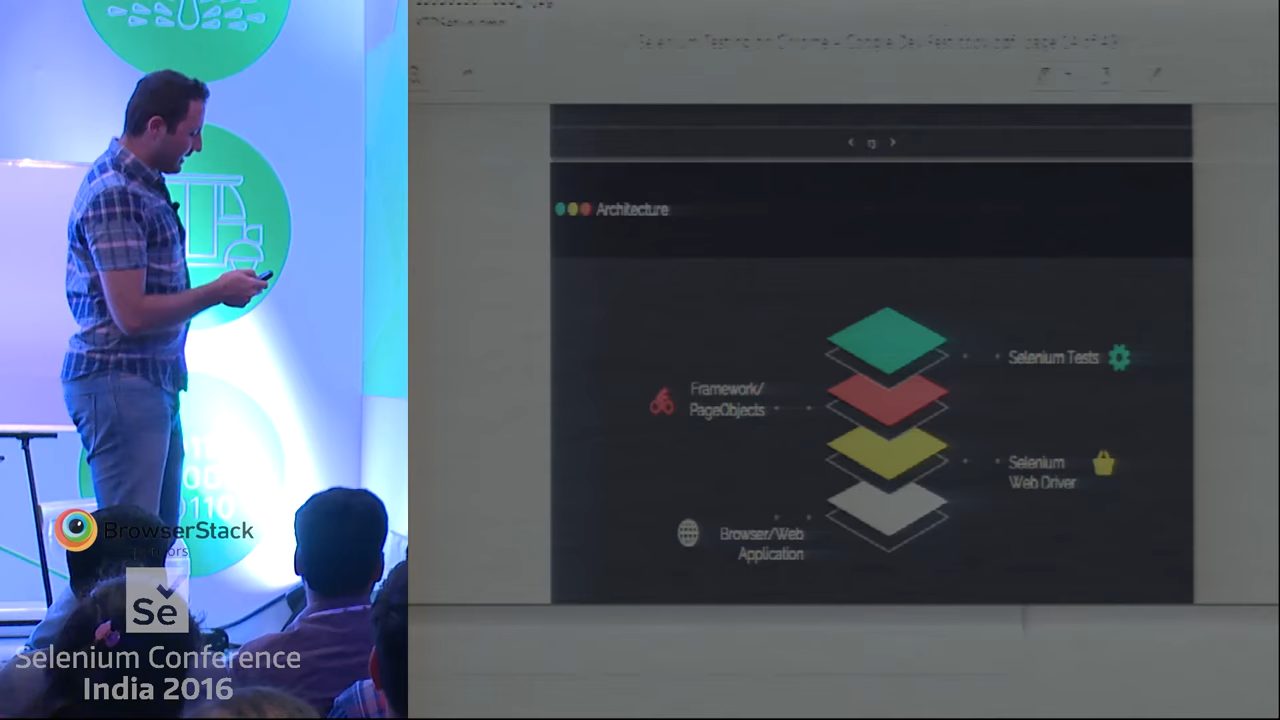 Architecture
Selenium Tests
Framework/
PageObjects
Selenium
Web Driver
Browser/Web
Application
BrowserStack
Se
Selenium Conference
India 2016